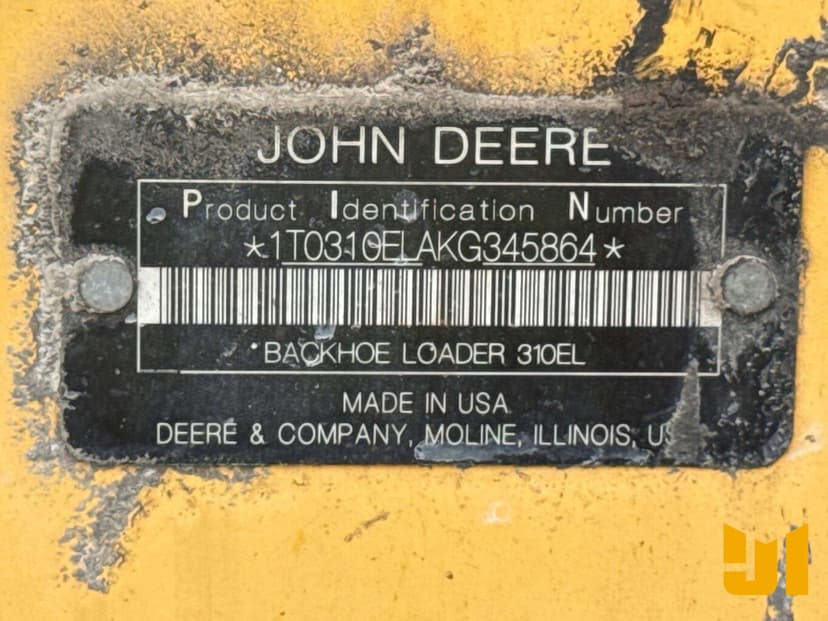 JOHN DEERE
Product Identification Number
*1T0310ELAKG345864*
BACKHOE LOADER 310EL
MADE IN USA
DEERE & COMPANY, MOLINE, ILLINOIS,